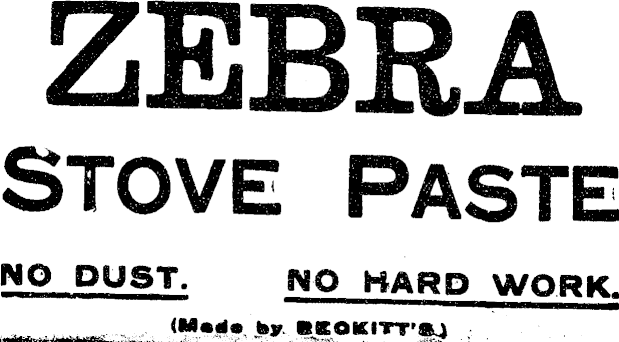 ZEBRA
STOVE PASTE
NO DUST. NO HARD WORK.
(Made by RECKITT'S.)